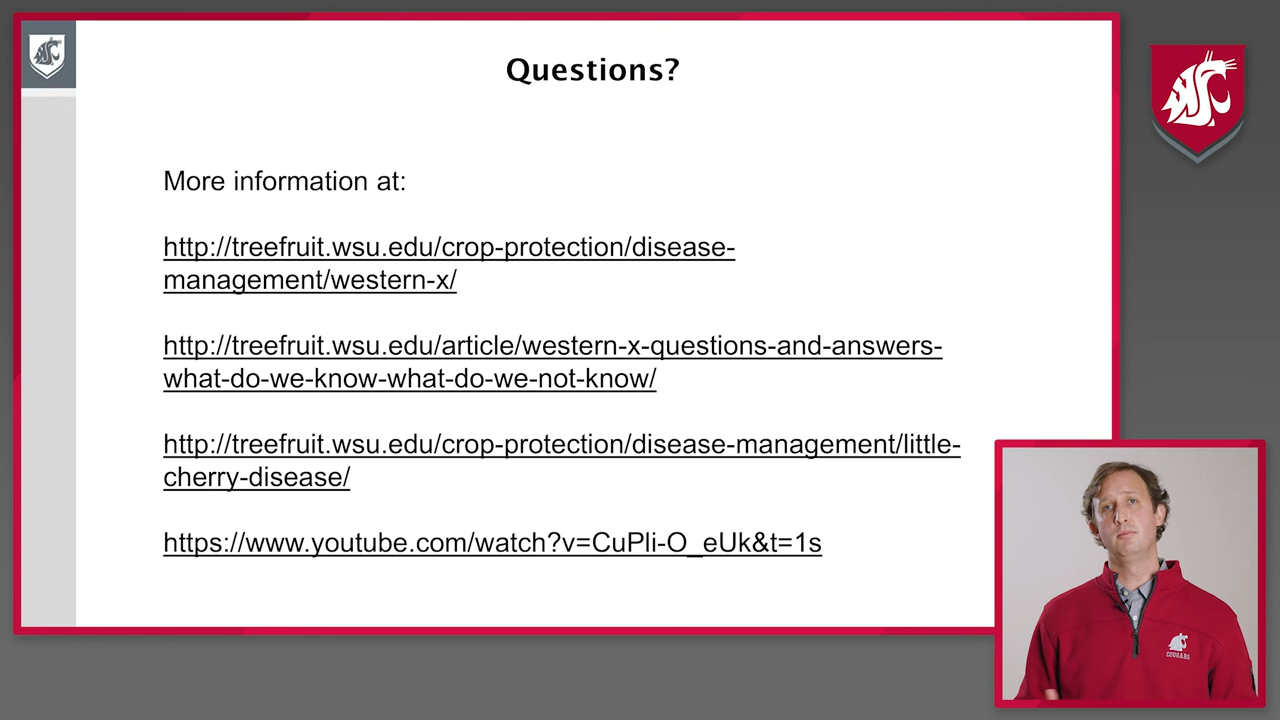 Questions?
More information at:
http://treefruit.wsu.edu/crop-protection/disease-
management/western-x/
http://treefruit.wsu.edu/article/western-x-questions-and-answers-
what-do-we-know-what-do-we-not-know/
http://treefruit.wsu.edu/crop-protection/disease-management/little-
cherry-disease/
https://www.youtube.com/watch?v=CuPli-O_eUk&t=1s
COUGARS